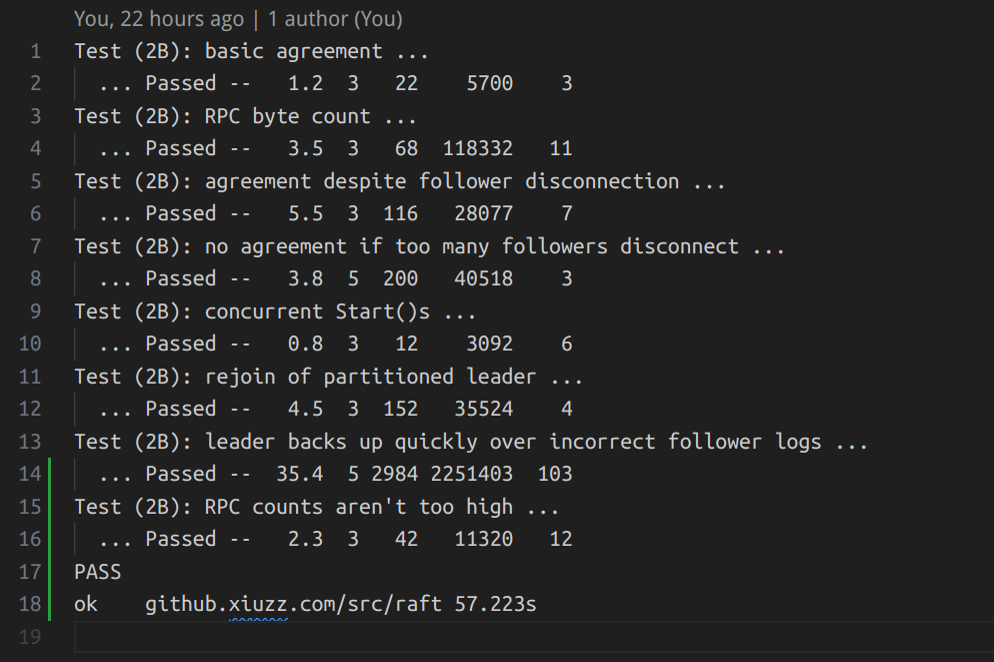 You, 22 hours ago | 1 author (You)
1 Test (2B): basic agreement ...
2 ... Passed -- 1.2 3 22 5700 3
3 Test (2B): RPC byte count ...
4 ... Passed -- 3.5 3 68 118332 11
5 Test (2B): agreement despite follower disconnection ...
6 ... Passed -- 5.5 3 116 28077 7
7 Test (2B): no agreement if too many followers disconnect ...
8 ... Passed -- 3.8 5 200 40518 3
9 Test (2B): concurrent Start()s ...
10 ... Passed -- 0.8 3 12 3092 6
11 Test (2B): rejoin of partitioned leader ...
12 ... Passed -- 4.5 3 152 35524 4
13 Test (2B): leader backs up quickly over incorrect follower logs ...
14 ... Passed -- 35.4 5 2984 2251403 103
15 Test (2B): RPC counts aren't too high ...
16 ... Passed -- 2.3 3 42 11320 12
17 PASS
18 ok github.xiuzz.com/src/raft 57.223s
19